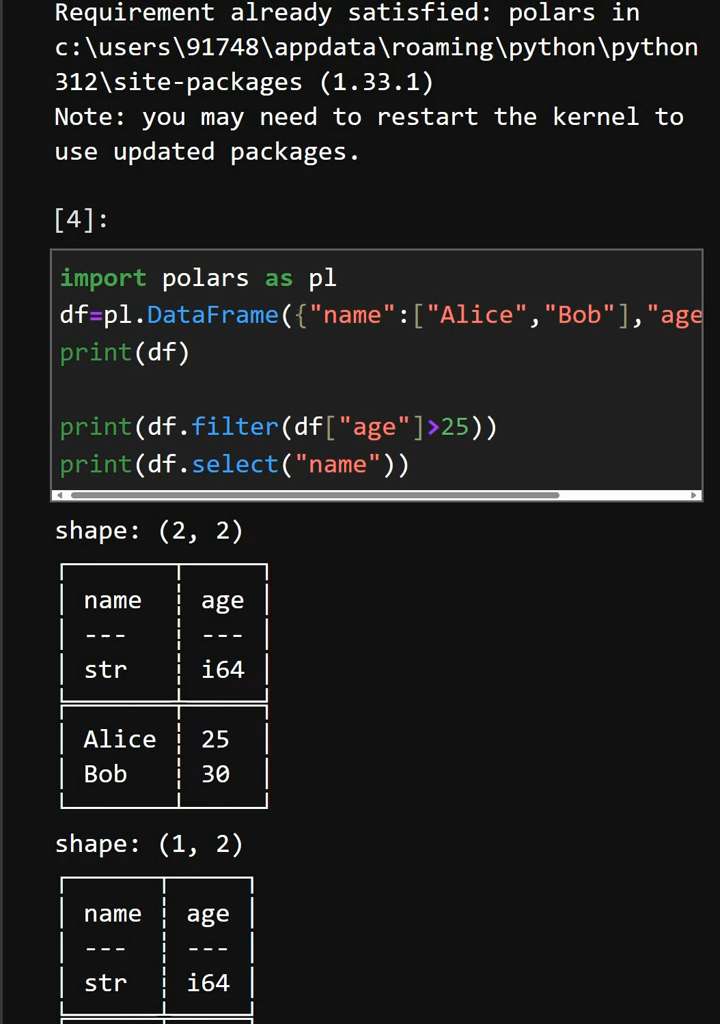 Requirement already satisfied: polars in
c:\users\91748\appdata\roaming\python\python
312\site-packages (1.33.1)
Note: you may need to restart the kernel to
use updated packages.
[4]:
import polars as pl
df=pl.DataFrame({"name":["Alice","Bob"],"age
print(df)
print(df.filter(df["age"]>25))
print(df.select("name"))
shape: (2, 2)
name ┆ age
--- ┆ ---
str ┆ i64
Alice ┆ 25
Bob ┆ 30
shape: (1, 2)
name ┆ age
--- ┆ ---
str ┆ i64